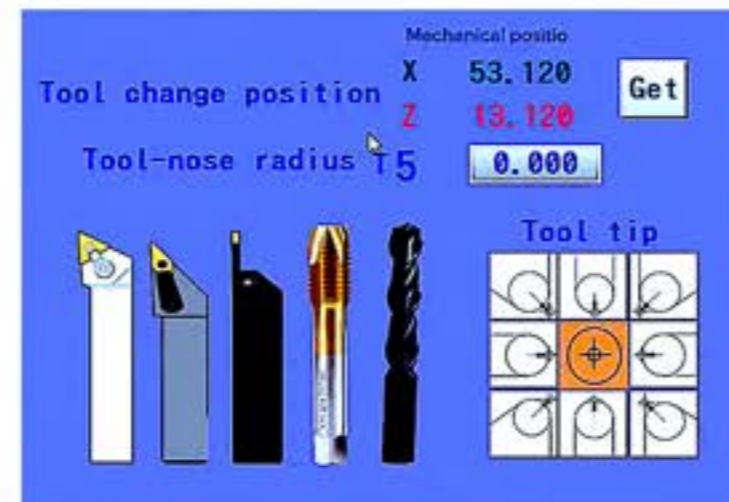 Mechanical positio
X 53.120
Tool change position
Get
Z 13.120
Tool-nose radius T5 0.000
Tool tip